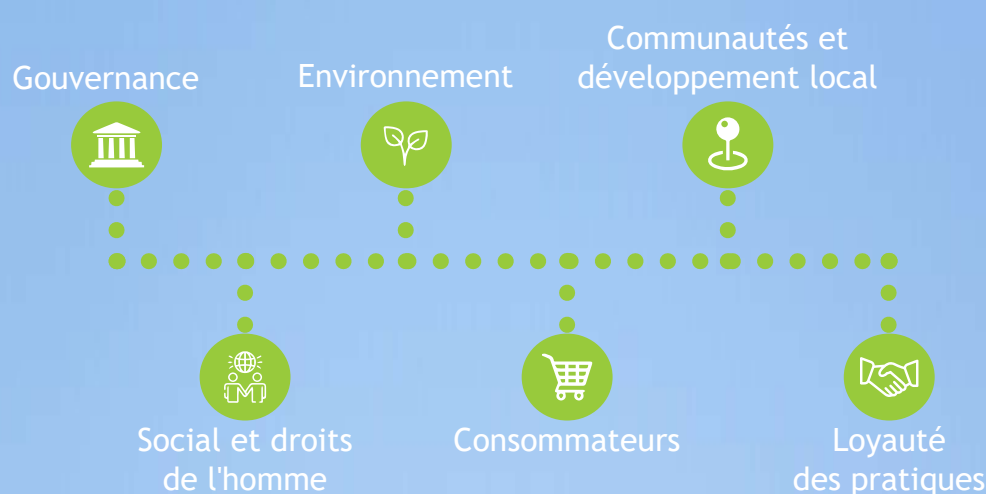 Gouvernance
Environnement
Communautés et
développement local
Social et droits
de l'homme
Consommateurs
Loyauté
des pratiques